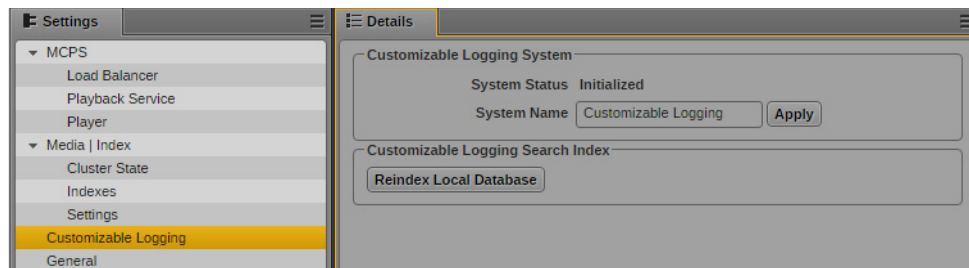 Settings
MCPS
Load Balancer
Playback Service
Player
Media | Index
Cluster State
Indexes
Settings
Customizable Logging
General
Details
Customizable Logging System
System Status Initialized
System Name Customizable Logging Apply
Customizable Logging Search Index
Reindex Local Database